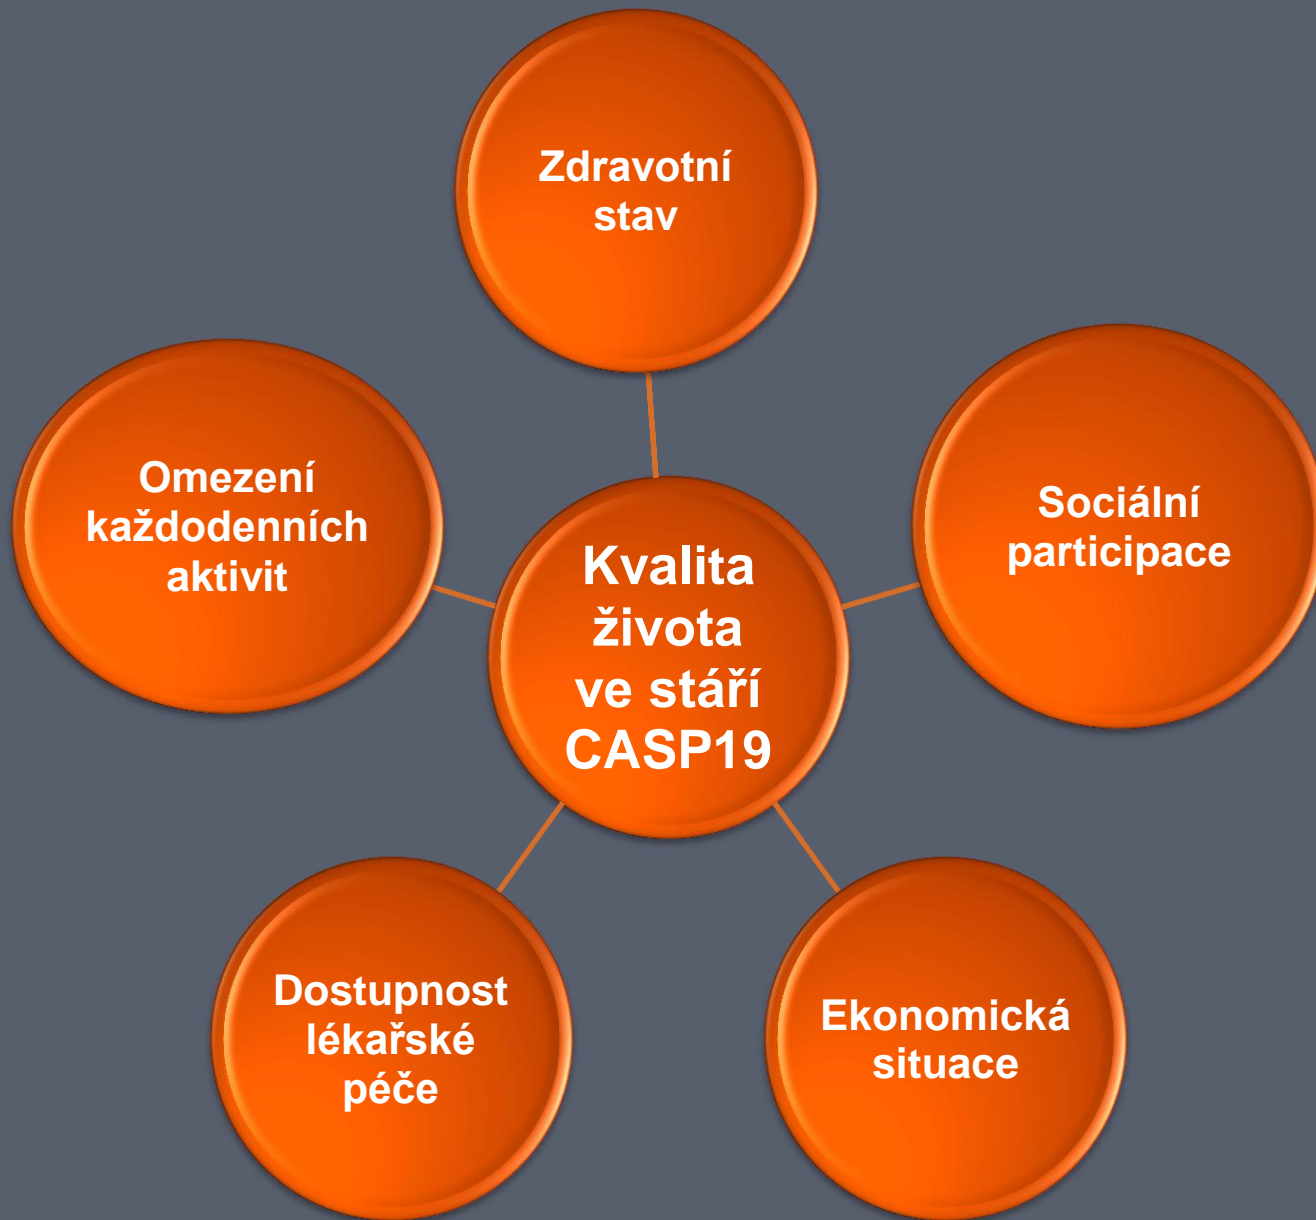 Zdravotní
stav
Omezení
každodenních
aktivit
Sociální
participace
Kvalita
života
ve stáří
CASP19
Dostupnost
lékařské
péče
Ekonomická
situace